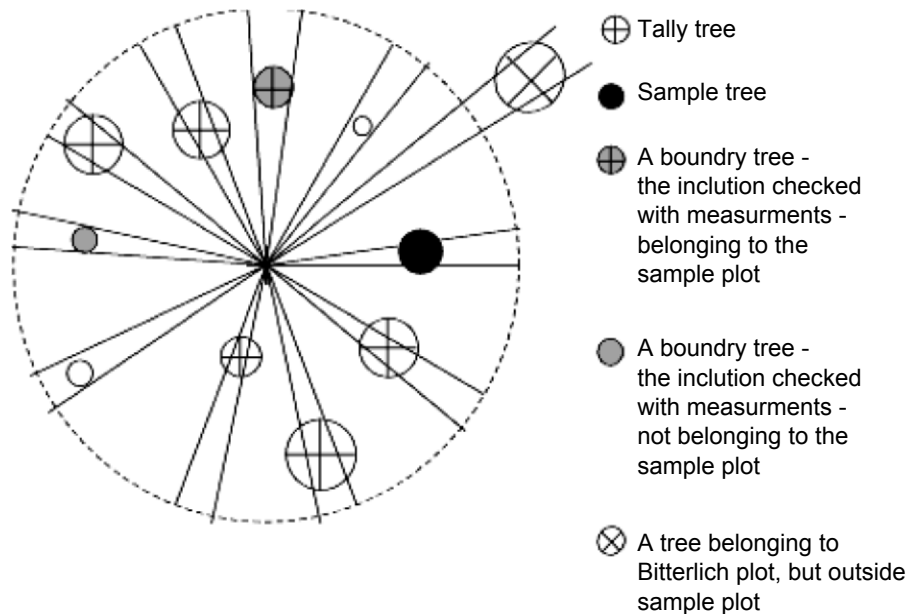 Tally tree
Sample tree
A boundry tree -
the inclution checked
with measurments -
belonging to the
sample plot
A boundry tree -
the inclution checked
with measurments -
not belonging to the
sample plot
A tree belonging to
Bitterlich plot, but outside
sample plot